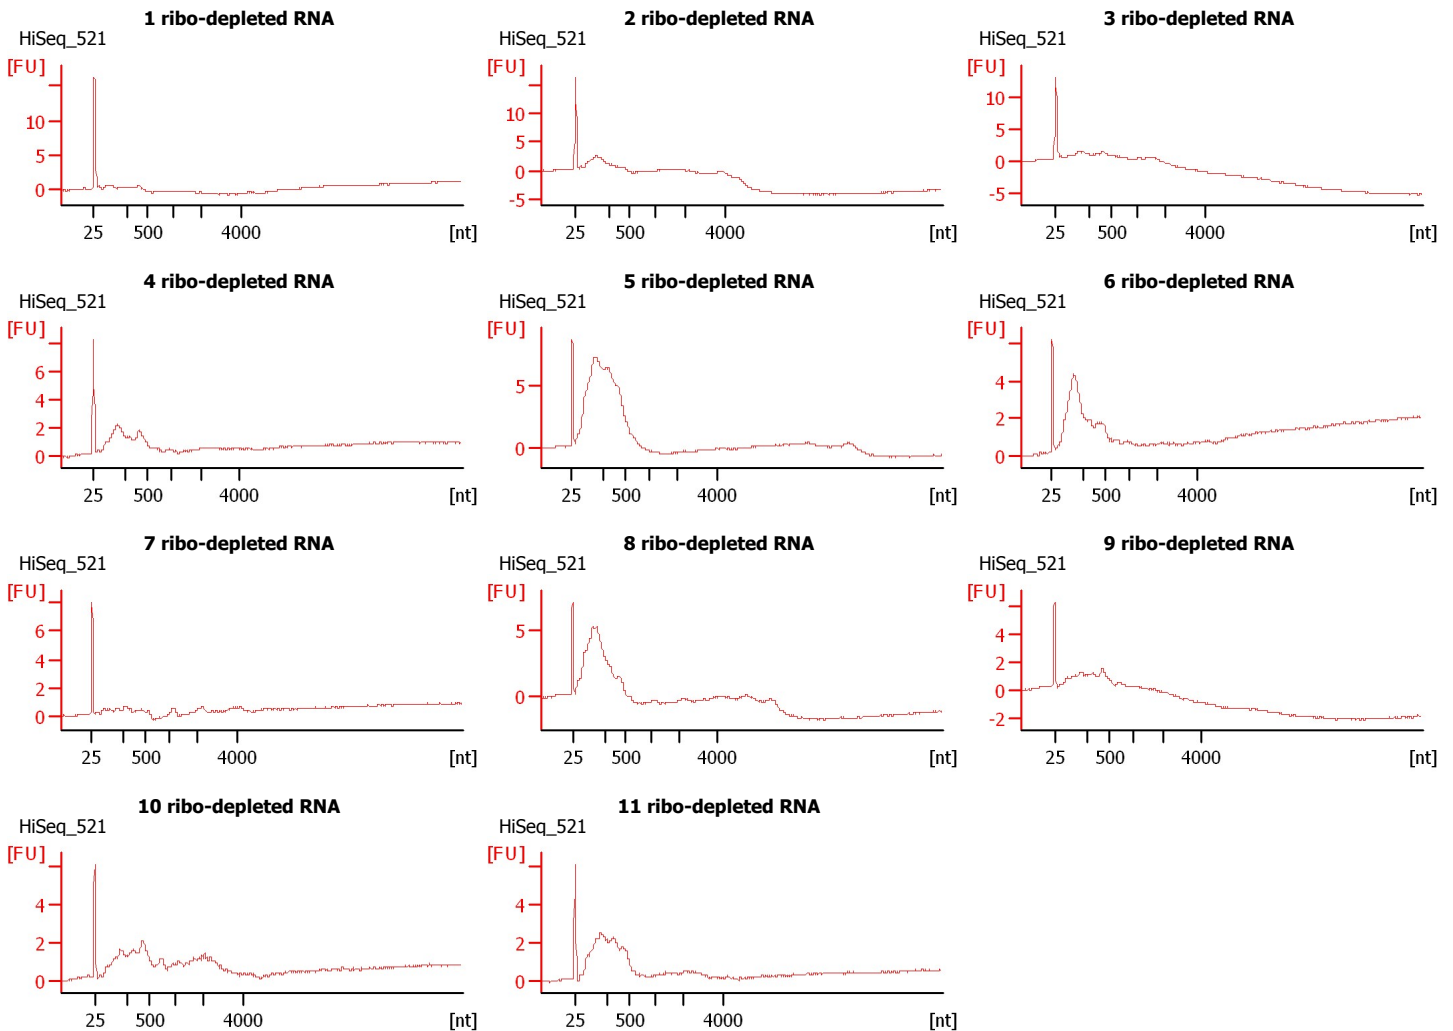 1 ribo-depleted RNA
HiSeq_521
[FU]
10
5
0
25 500 4000 [nt]
2 ribo-depleted RNA
HiSeq_521
[FU]
10
5
0
-5
25 500 4000 [nt]
3 ribo-depleted RNA
HiSeq_521
[FU]
10
5
0
-5
25 500 4000 [nt]
4 ribo-depleted RNA
HiSeq_521
[FU]
6
4
2
0
25 500 4000 [nt]
5 ribo-depleted RNA
HiSeq_521
[FU]
5
0
25 500 4000 [nt]
6 ribo-depleted RNA
HiSeq_521
[FU]
4
2
0
25 500 4000 [nt]
7 ribo-depleted RNA
HiSeq_521
[FU]
6
4
2
0
25 500 4000 [nt]
8 ribo-depleted RNA
HiSeq_521
[FU]
5
0
25 500 4000 [nt]
9 ribo-depleted RNA
HiSeq_521
[FU]
4
2
0
-2
25 500 4000 [nt]
10 ribo-depleted RNA
HiSeq_521
[FU]
4
2
0
25 500 4000 [nt]
11 ribo-depleted RNA
HiSeq_521
[FU]
4
2
0
25 500 4000 [nt]